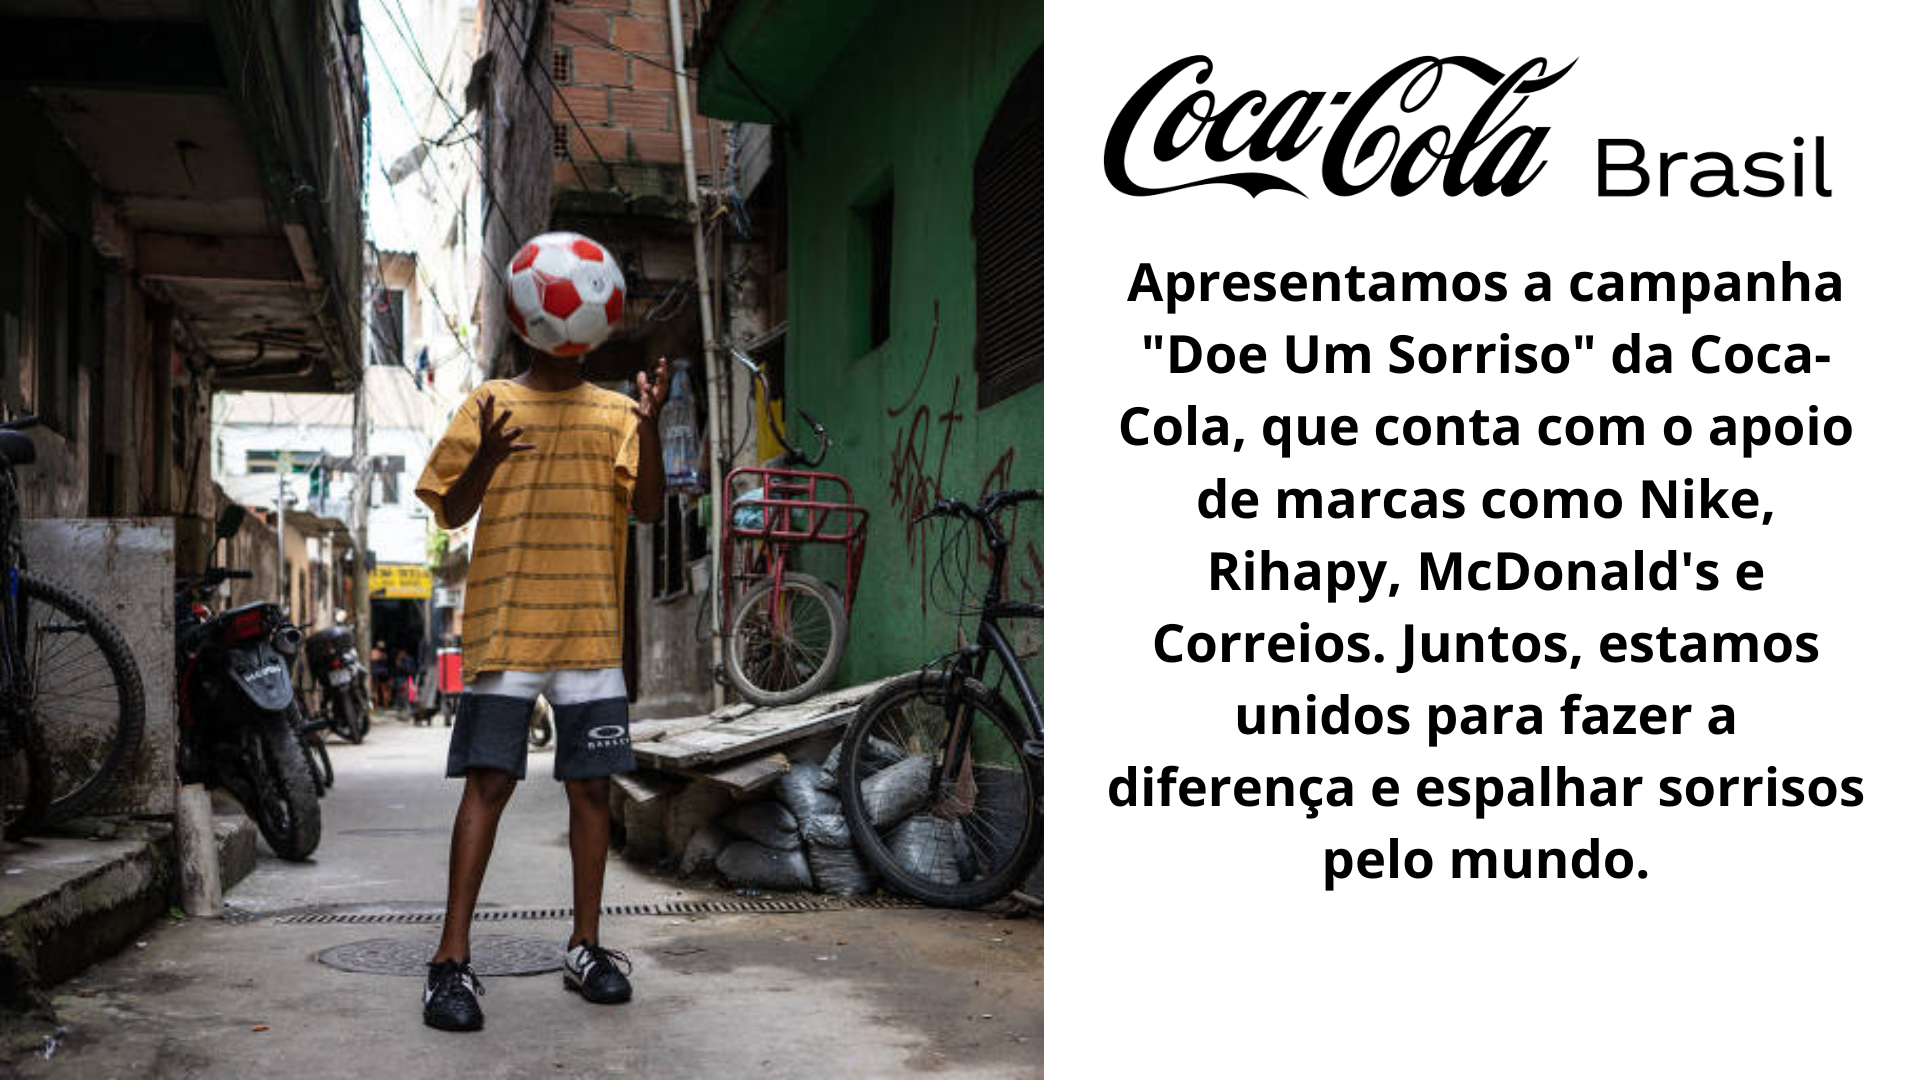 Coca-Cola Brasil
Apresentamos a campanha
"Doe Um Sorriso" da Coca-
Cola, que conta com o apoio
de marcas como Nike,
Rihapy, McDonald's e
Correios. Juntos, estamos
unidos para fazer a
diferença e espalhar sorrisos
pelo mundo.
OAKLEY